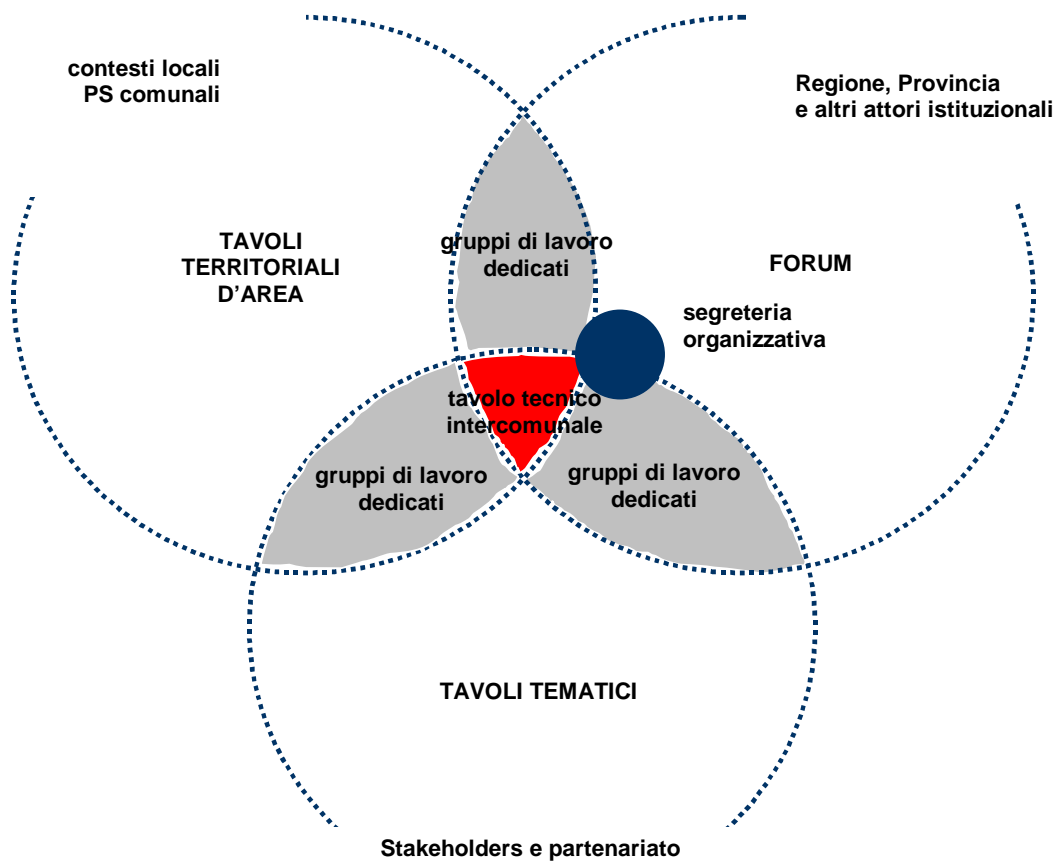 contesti locali
PS comunali
Regione, Provincia
e altri attori istituzionali
TAVOLI
TERRITORIALI
D'AREA
gruppi di lavoro
dedicati
FORUM
segreteria
organizzativa
tavolo tecnico
intercomunale
gruppi di lavoro
dedicati
gruppi di lavoro
dedicati
TAVOLI TEMATICI
Stakeholders e partenariato